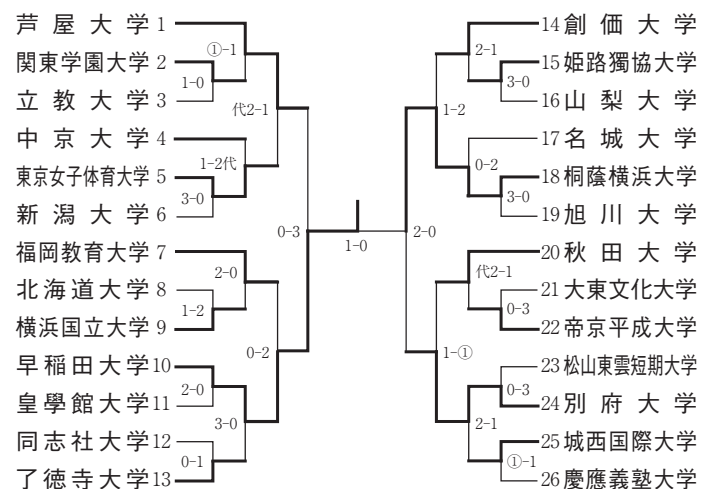 芦屋大学 1
関東学園大学 2
立教大学 3
中京大学 4
東京女子体育大学 5
新潟大学 6
福岡教育大学 7
北海道大学 8
横浜国立大学 9
早稲田大学 10
皇學館大学 11
同志社大学 12
了徳寺大学 13
①-1
1-0
代2-1
1-2代
3-0
2-0
1-2
0-2
2-0
3-0
0-1
0-3
1-0
2-0
2-1
3-0
1-2
0-2
3-0
代2-1
0-3
1-①
0-3
2-1
①-1
14 創価大学
15 姫路獨協大学
16 山梨大学
17 名城大学
18 桐蔭横浜大学
19 旭川大学
20 秋田大学
21 大東文化大学
22 帝京平成大学
23 松山東雲短期大学
24 別府大学
25 城西国際大学
26 慶應義塾大学